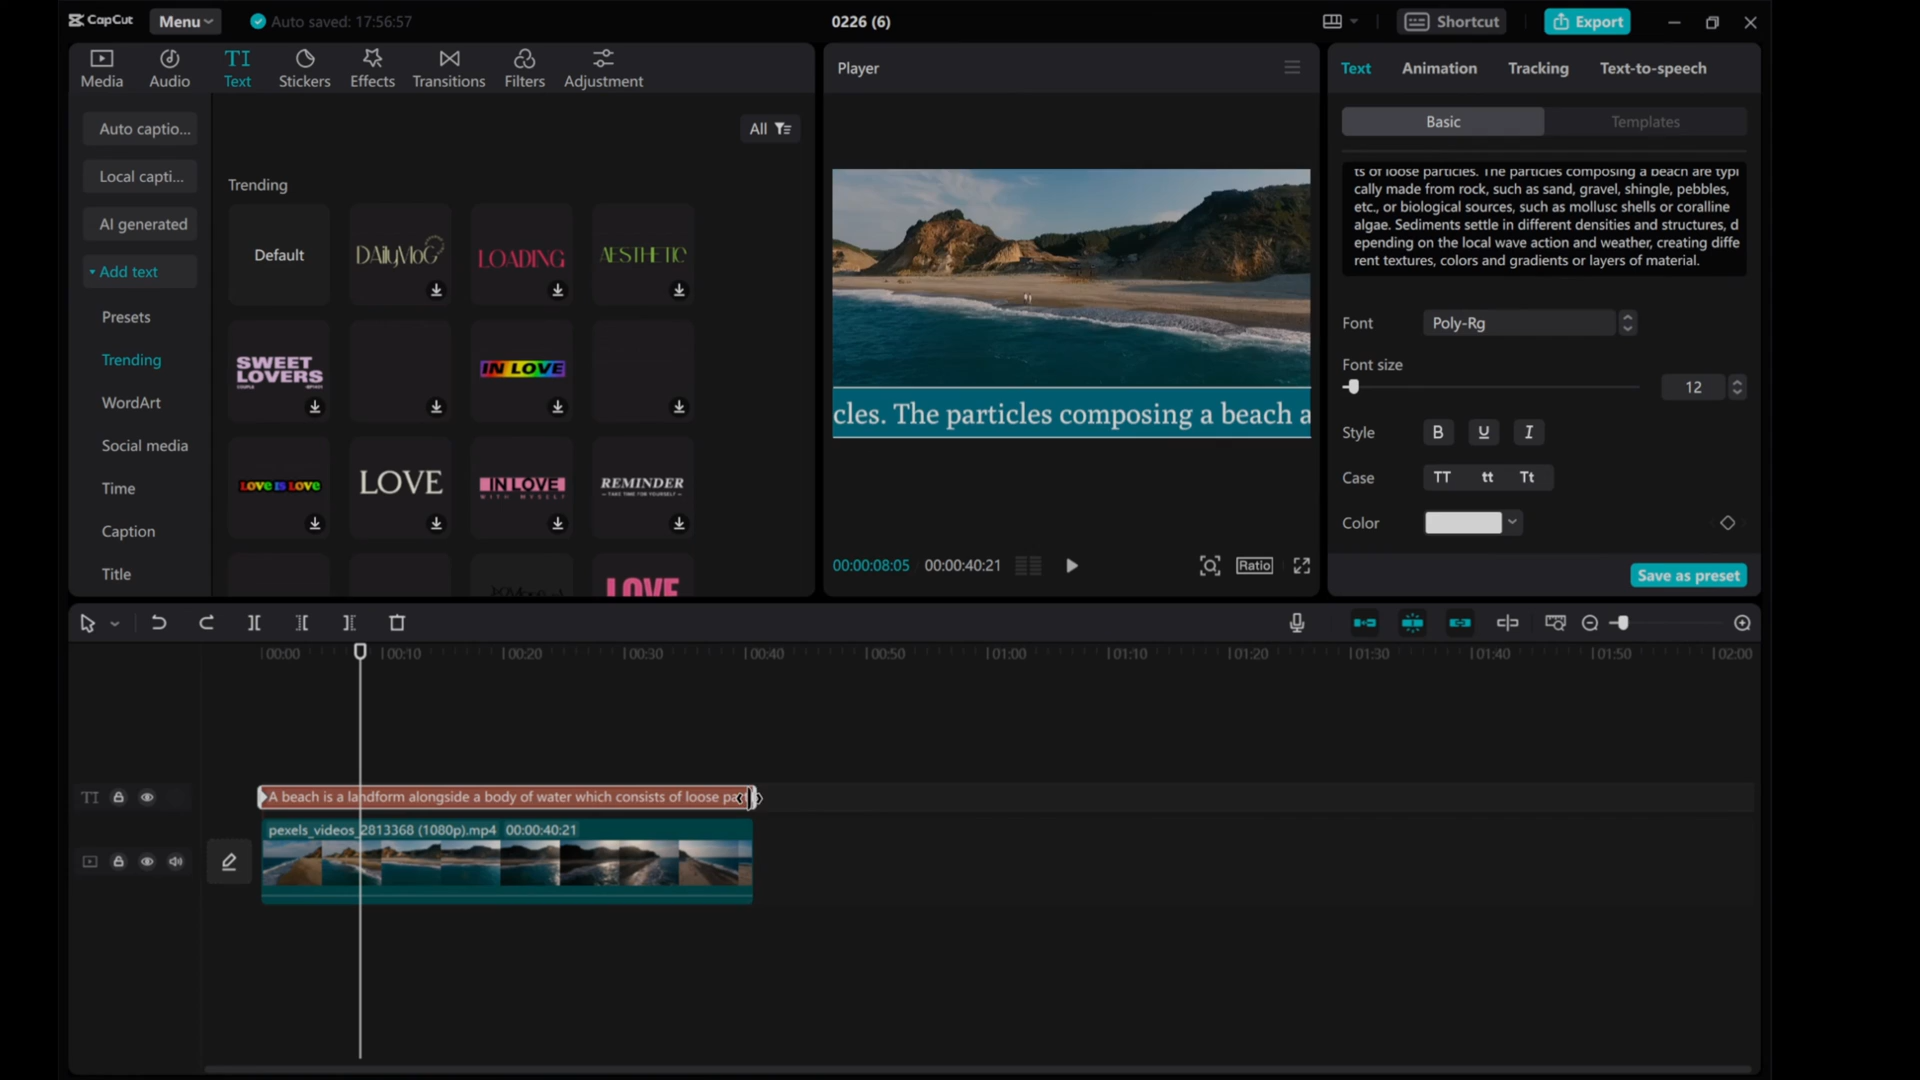 CapCut
Menu
Auto saved: 17:56:57
0226 (6)
Shortcut
Export
Media
Audio
TI
Text
Stickers
Effects
Transitions
Filters
Adjustment
Player
Text
Animation
Tracking
Text-to-speech
Auto captio...
Local capti...
AI generated
Add text
Presets
Trending
WordArt
Social media
Time
Caption
Title
All
Trending
Default
DAilyVloG
LOADING
AESTHETIC
SWEET
LOVERS
IN LOVE
LOVE IS LOVE
LOVE
IN LOVE
WITH MYSELF
REMINDER
TAKE TIME FOR YOURSELF
LOVE
cles. The particles composing a beach a
00:00:08:05
00:00:40:21
Ratio
Basic
Templates
ts of loose particles. The particles composing a beach are typi
cally made from rock, such as sand, gravel, shingle, pebbles,
etc., or biological sources, such as mollusc shells or coralline
algae. Sediments settle in different densities and structures, d
epending on the local wave action and weather, creating diffe
rent textures, colors and gradients or layers of material.
Font
Poly-Rg
Font size
12
Style
B U I
Case
TT tt Tt
Color
Save as preset
00:00
00:10
00:20
00:30
00:40
00:50
01:00
01:10
01:20
01:30
01:40
01:50
02:00
TI
A beach is a landform alongside a body of water which consists of loose pa
pexels_videos_2813368 (1080p).mp4 00:00:40:21